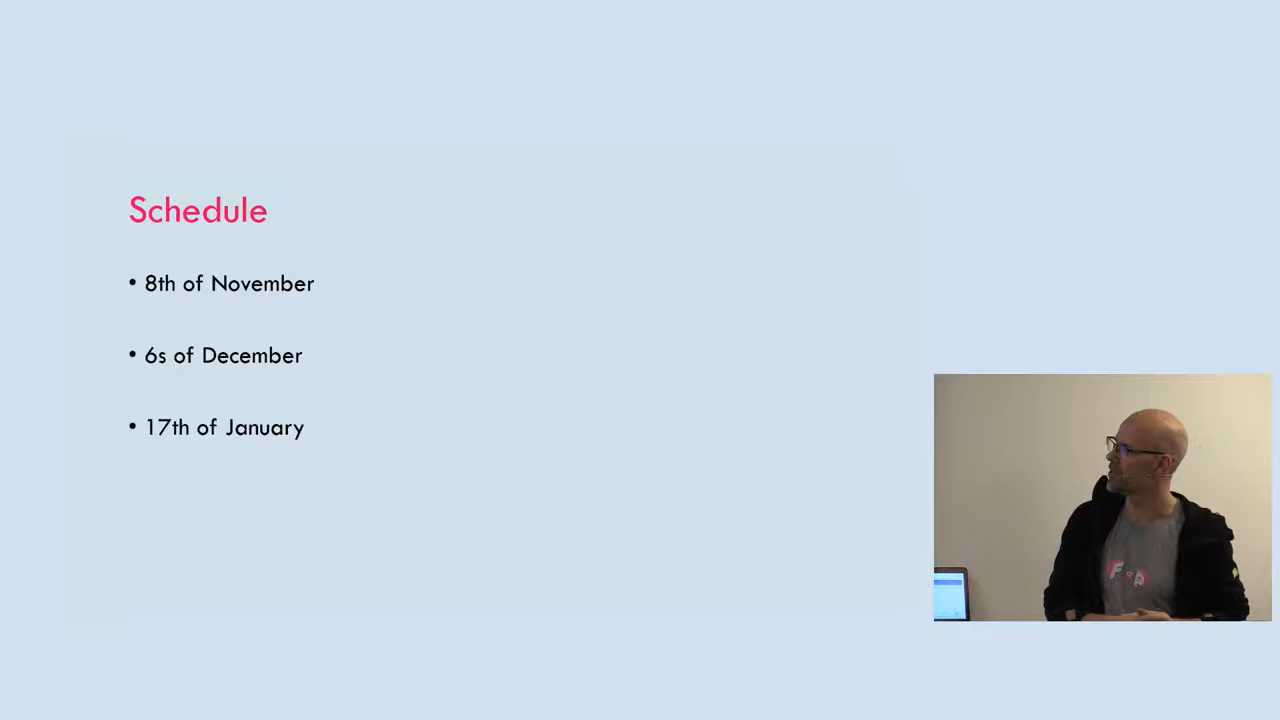 Schedule
• 8th of November
• 6s of December
• 17th of January